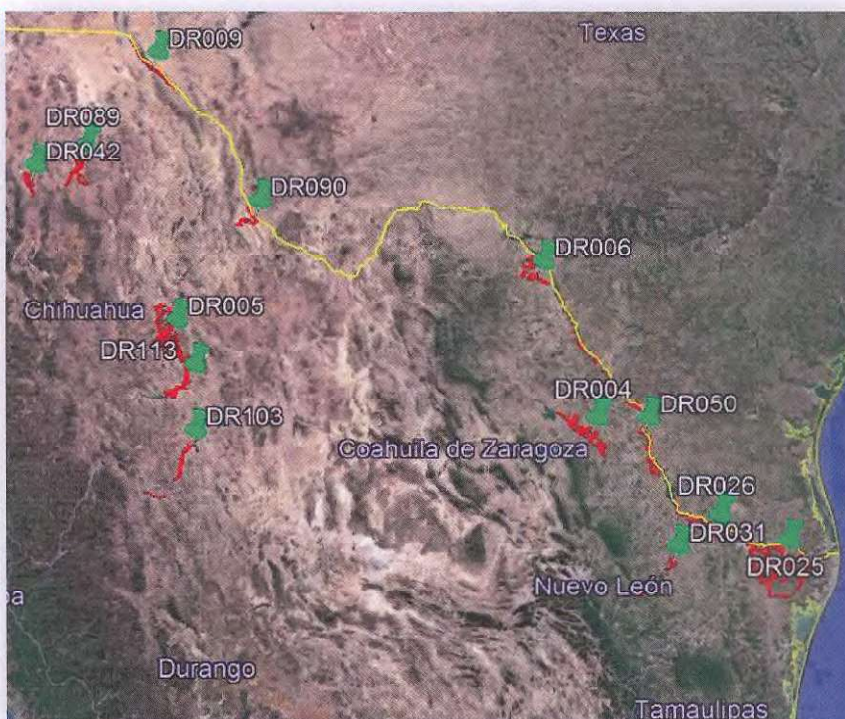 Texas
DR009
DR089
DR042
DR090
DR006
Chihuahua
DR005
DR113
DR004
DR050
DR103
Coahuila de Zaragoza
DR026
DR031
DR025
Nuevo León
Durango
Tamaulipas